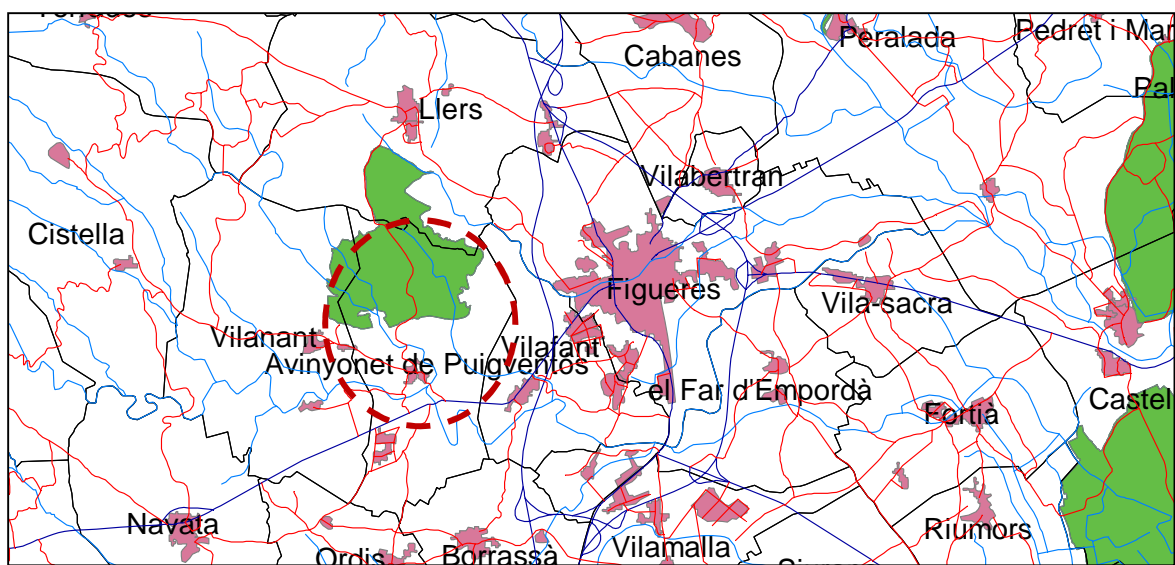 Cabanes
Peralada
Pedret i Mar
Pal
Llers
Vilabertran
Cistella
Figueres
Vila-sacra
Vilanant
Vilafant
Avinyonet de Puigventós
el Far d'Empordà
Castel
Fortià
Navata
Riumors
Vilamalla
Borrassà
Ordis